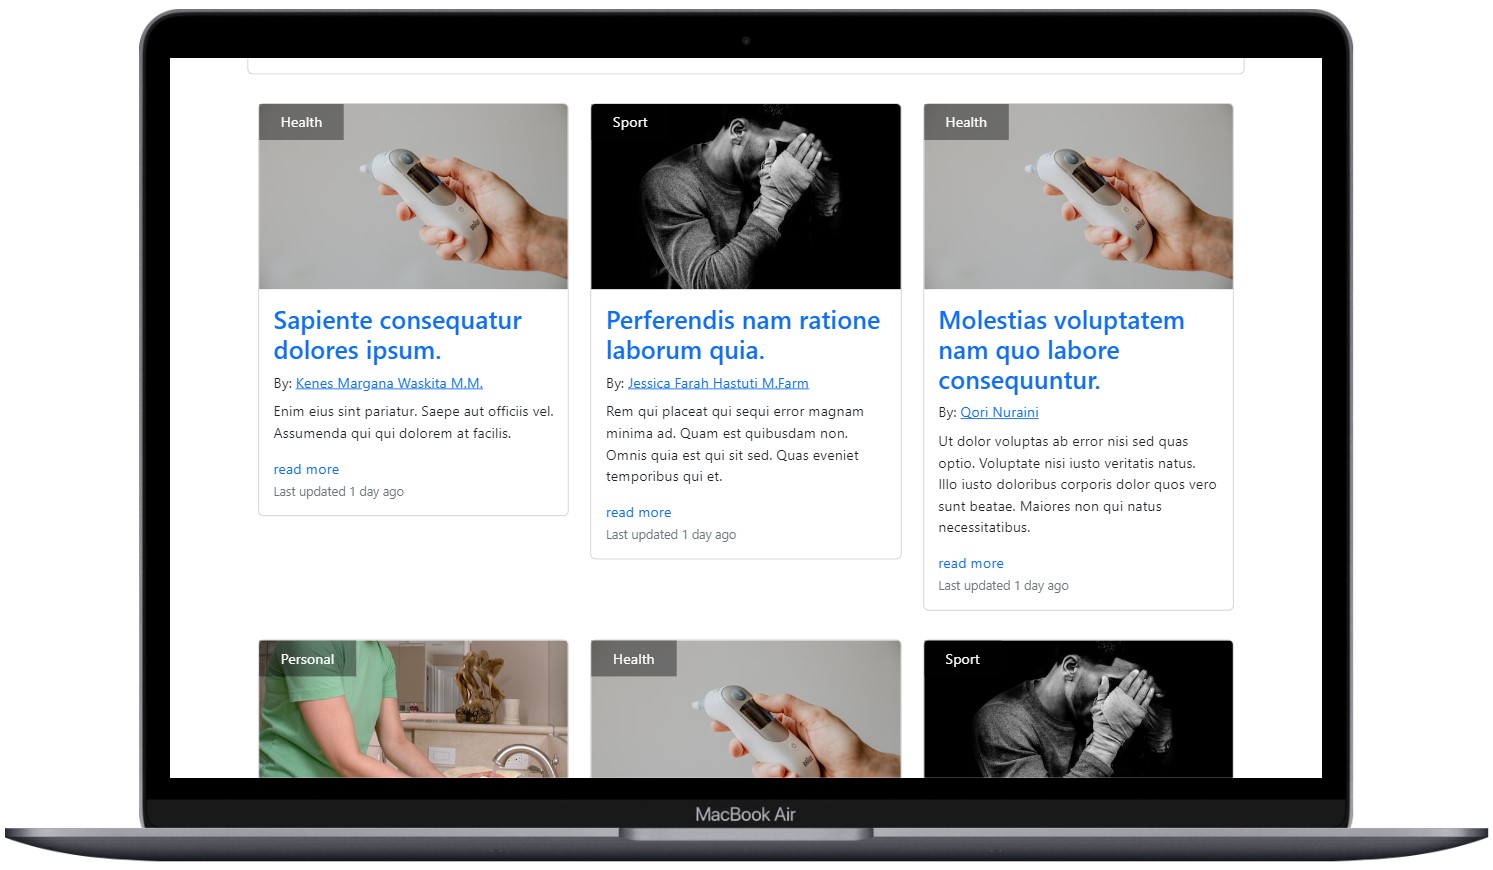 Health
Sapiente consequatur
dolores ipsum.
By: Kenes Margana Waskita M.M.
Enim eius sint pariatur. Saepe aut officiis vel.
Assumenda qui qui dolorem at facilis.
read more
Last updated 1 day ago
Sport
Perferendis nam ratione
laborum quia.
By: Jessica Farah Hastuti M.Farm
Rem qui placeat qui sequi error magnam
minima ad. Quam est quibusdam non.
Omnis quia est qui sit sed. Quas eveniet
temporibus qui et.
read more
Last updated 1 day ago
Health
Molestias voluptatem
nam quo labore
consequuntur.
By: Qori Nuraini
Ut dolor voluptas ab error nisi sed quas
optio. Voluptate nisi iusto veritatis natus.
Illo iusto doloribus corporis dolor quos vero
sunt beatae. Maiores non qui natus
necessitatibus.
read more
Last updated 1 day ago
Personal
Health
Sport
MacBook Air